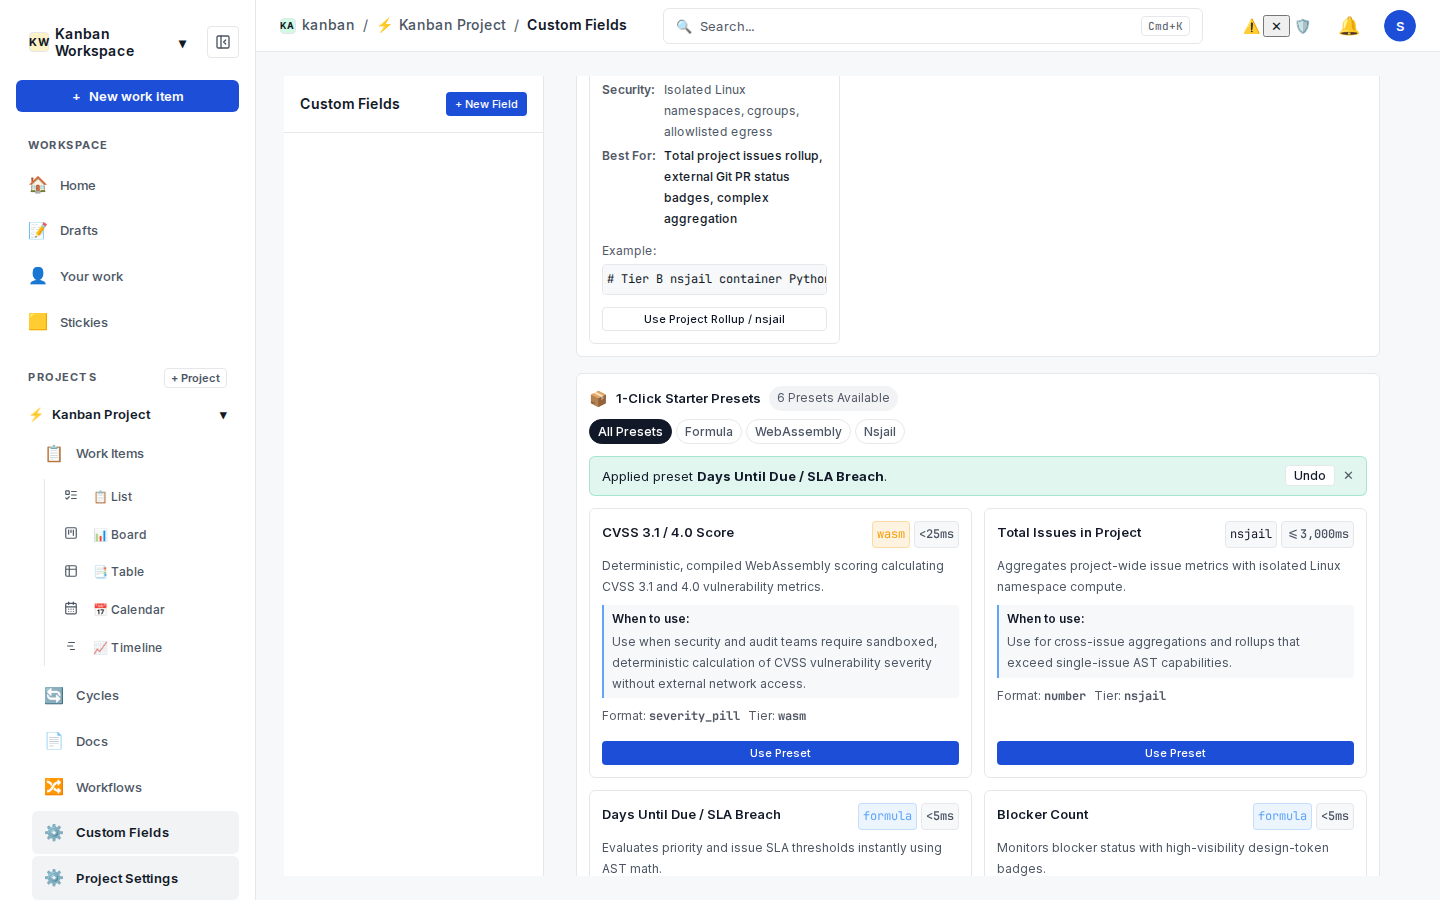 KW Kanban Workspace ▾
+ New work item
WORKSPACE
Home
Drafts
Your work
Stickies
PROJECTS + Project
Kanban Project ▾
Work Items
List
Board
Table
Calendar
Timeline
Cycles
Docs
Workflows
Custom Fields
Project Settings
KA kanban / ⚡ Kanban Project / Custom Fields
Search... Cmd+K
✕
S
Custom Fields + New Field
Security: Isolated Linux
namespaces, cgroups,
allowlisted egress
Best For: Total project issues rollup,
external Git PR status
badges, complex
aggregation
Example:
# Tier B nsjail container Python
Use Project Rollup / nsjail
1-Click Starter Presets 6 Presets Available
All Presets Formula WebAssembly Nsjail
Applied preset Days Until Due / SLA Breach. Undo ✕
CVSS 3.1 / 4.0 Score wasm <25ms
Deterministic, compiled WebAssembly scoring calculating
CVSS 3.1 and 4.0 vulnerability metrics.
When to use:
Use when security and audit teams require sandboxed,
deterministic calculation of CVSS vulnerability severity
without external network access.
Format: severity_pill Tier: wasm
Use Preset
Total Issues in Project nsjail ≤3,000ms
Aggregates project-wide issue metrics with isolated Linux
namespace compute.
When to use:
Use for cross-issue aggregations and rollups that
exceed single-issue AST capabilities.
Format: number Tier: nsjail
Use Preset
Days Until Due / SLA Breach formula <5ms
Evaluates priority and issue SLA thresholds instantly using
AST math.
Blocker Count formula <5ms
Monitors blocker status with high-visibility design-token
badges.